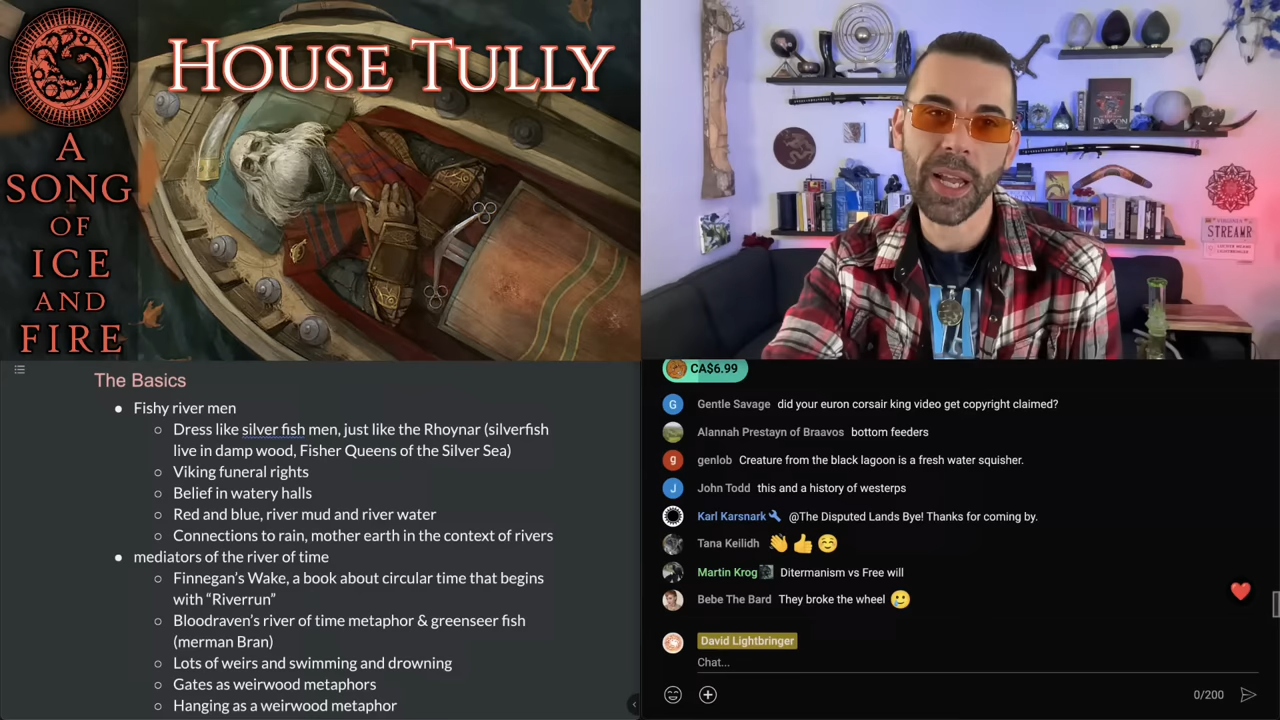 HOUSE TULLY
A
SONG
OF
ICE
AND
FIRE
STREAMR
The Basics
Fishy river men
Dress like silver fish men, just like the Rhoynar (silverfish
live in damp wood, Fisher Queens of the Silver Sea)
Viking funeral rights
Belief in watery halls
Red and blue, river mud and river water
Connections to rain, mother earth in the context of rivers
mediators of the river of time
Finnegan's Wake, a book about circular time that begins
with “Riverrun”
Bloodraven's river of time metaphor & greenseer fish
(merman Bran)
Lots of weirs and swimming and drowning
Gates as weirwood metaphors
Hanging as a weirwood metaphor
CA$6.99
G Gentle Savage did your euron corsair king video get copyright claimed?
Alannah Prestayn of Braavos bottom feeders
g genlob Creature from the black lagoon is a fresh water squisher.
J John Todd this and a history of westerps
Karl Karsnark @The Disputed Lands Bye! Thanks for coming by.
Tana Keilidh
Martin Krog Ditermanism vs Free will
Bebe The Bard They broke the wheel
David Lightbringer
Chat...
0/200